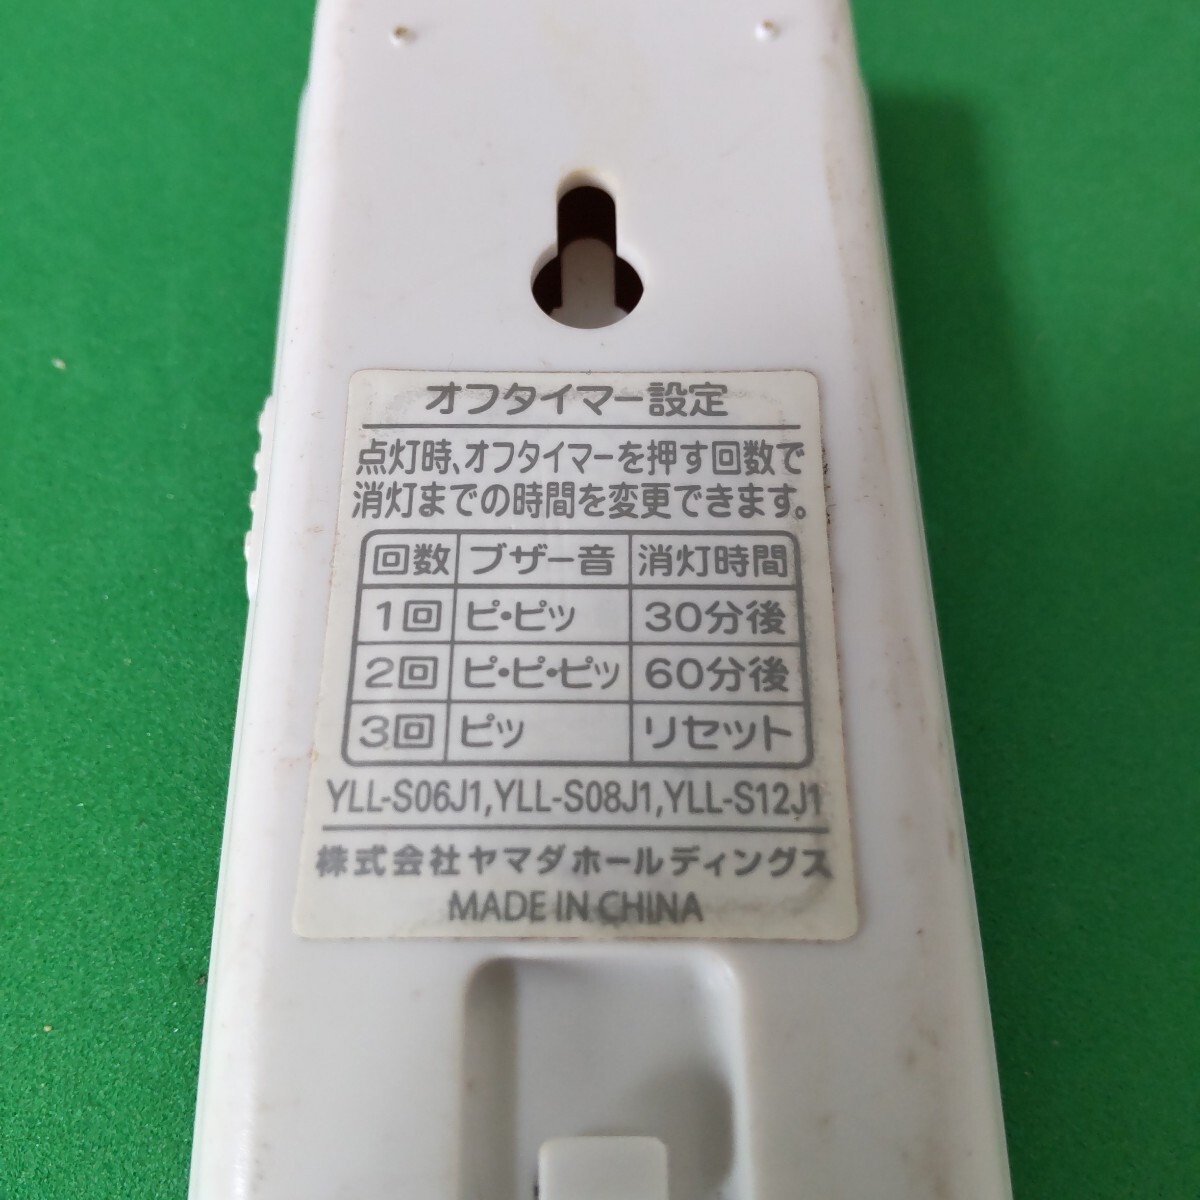 オフタイマー設定
点灯時、オフタイマーを押す回数で
消灯までの時間を変更できます。
回数 ブザー音 消灯時間
1回 ピ・ピッ 30分後
2回 ピ・ピ・ピッ 60分後
3回 ピッ リセット
YLL-S06J1,YLL-S08J1,YLL-S12J1
株式会社ヤマダホールディングス
MADE IN CHINA